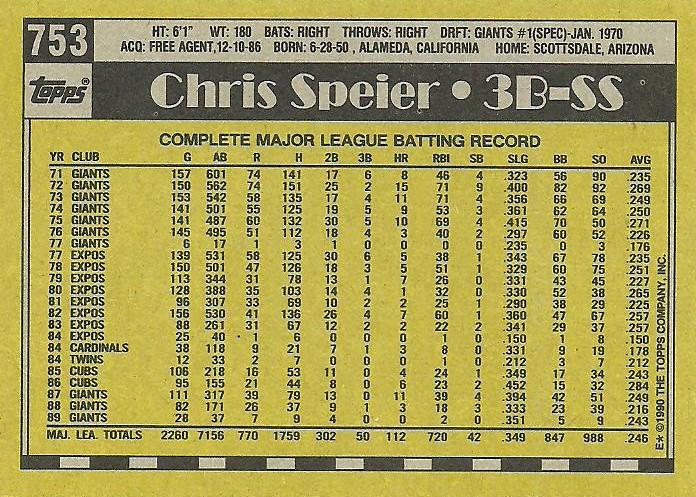 753
HT: 6'1" WT: 180 BATS: RIGHT THROWS: RIGHT DRFT: GIANTS #1(SPEC)-JAN. 1970
ACQ: FREE AGENT,12-10-86 BORN: 6-28-50 , ALAMEDA, CALIFORNIA HOME: SCOTTSDALE, ARIZONA
TOPPS® Chris Speier • 3B-SS
COMPLETE MAJOR LEAGUE BATTING RECORD
YR CLUB G AB R H 2B 3B HR RBI SB SLG BB SO AVG
71 GIANTS 157 601 74 141 17 6 8 46 4 .323 56 90 .235
72 GIANTS 150 562 74 151 25 2 15 71 9 .400 82 92 .269
73 GIANTS 153 542 58 135 17 4 11 71 4 .356 66 69 .249
74 GIANTS 141 501 55 125 19 5 9 53 3 .361 62 64 .250
75 GIANTS 141 487 60 132 30 5 10 69 4 .415 70 50 .271
76 GIANTS 145 495 51 112 18 4 3 40 2 .297 60 52 .226
77 GIANTS 6 17 1 3 1 0 0 0 0 .235 0 3 .176
77 EXPOS 139 531 58 125 30 6 5 38 1 .343 67 78 .235
78 EXPOS 150 501 47 126 18 3 5 51 1 .329 60 75 .251
79 EXPOS 113 344 31 78 13 1 7 26 0 .331 43 45 .227
80 EXPOS 128 388 35 103 14 4 1 32 0 .330 52 38 .265
81 EXPOS 96 307 33 69 10 2 2 25 1 .290 38 29 .225
82 EXPOS 156 530 41 136 26 4 7 60 1 .360 47 67 .257
83 EXPOS 88 261 31 67 12 2 2 22 2 .341 29 37 .257
84 EXPOS 25 40 1 6 0 0 0 1 0 .150 1 8 .150
84 CARDINALS 38 118 9 21 7 1 3 8 0 .331 9 19 .178
84 TWINS 12 33 2 7 0 0 0 1 0 .212 3 7 .212
85 CUBS 106 218 16 53 11 0 4 24 1 .349 17 34 .243
86 CUBS 95 155 21 44 8 0 6 23 2 .452 15 32 .284
87 GIANTS 111 317 39 79 13 0 11 39 4 .394 42 51 .249
88 GIANTS 82 171 26 37 9 1 3 18 3 .333 23 39 .216
89 GIANTS 28 37 7 9 4 0 0 2 0 .351 5 9 .243
MAJ. LEA. TOTALS 2260 7156 770 1759 302 50 112 720 42 .349 847 988 .246
E* ©1990 THE TOPPS COMPANY, INC.